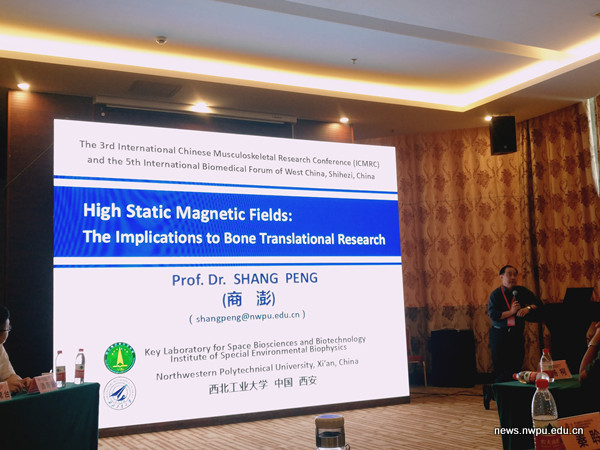 The 3rd International Chinese Musculoskeletal Research Conference (ICMRC)
and the 5th International Biomedical Forum of West China, Shihezi, China
High Static Magnetic Fields:
The Implications to Bone Translational Research
Prof. Dr. SHANG PENG
(商 澎)
( shangpeng@nwpu.edu.cn )
Key Laboratory for Space Biosciences and Biotechnology
Institute of Special Environmental Biophysics
Northwestern Polytechnical University, Xi'an, China
西北工业大学 中国 西安
news.nwpu.edu.cn